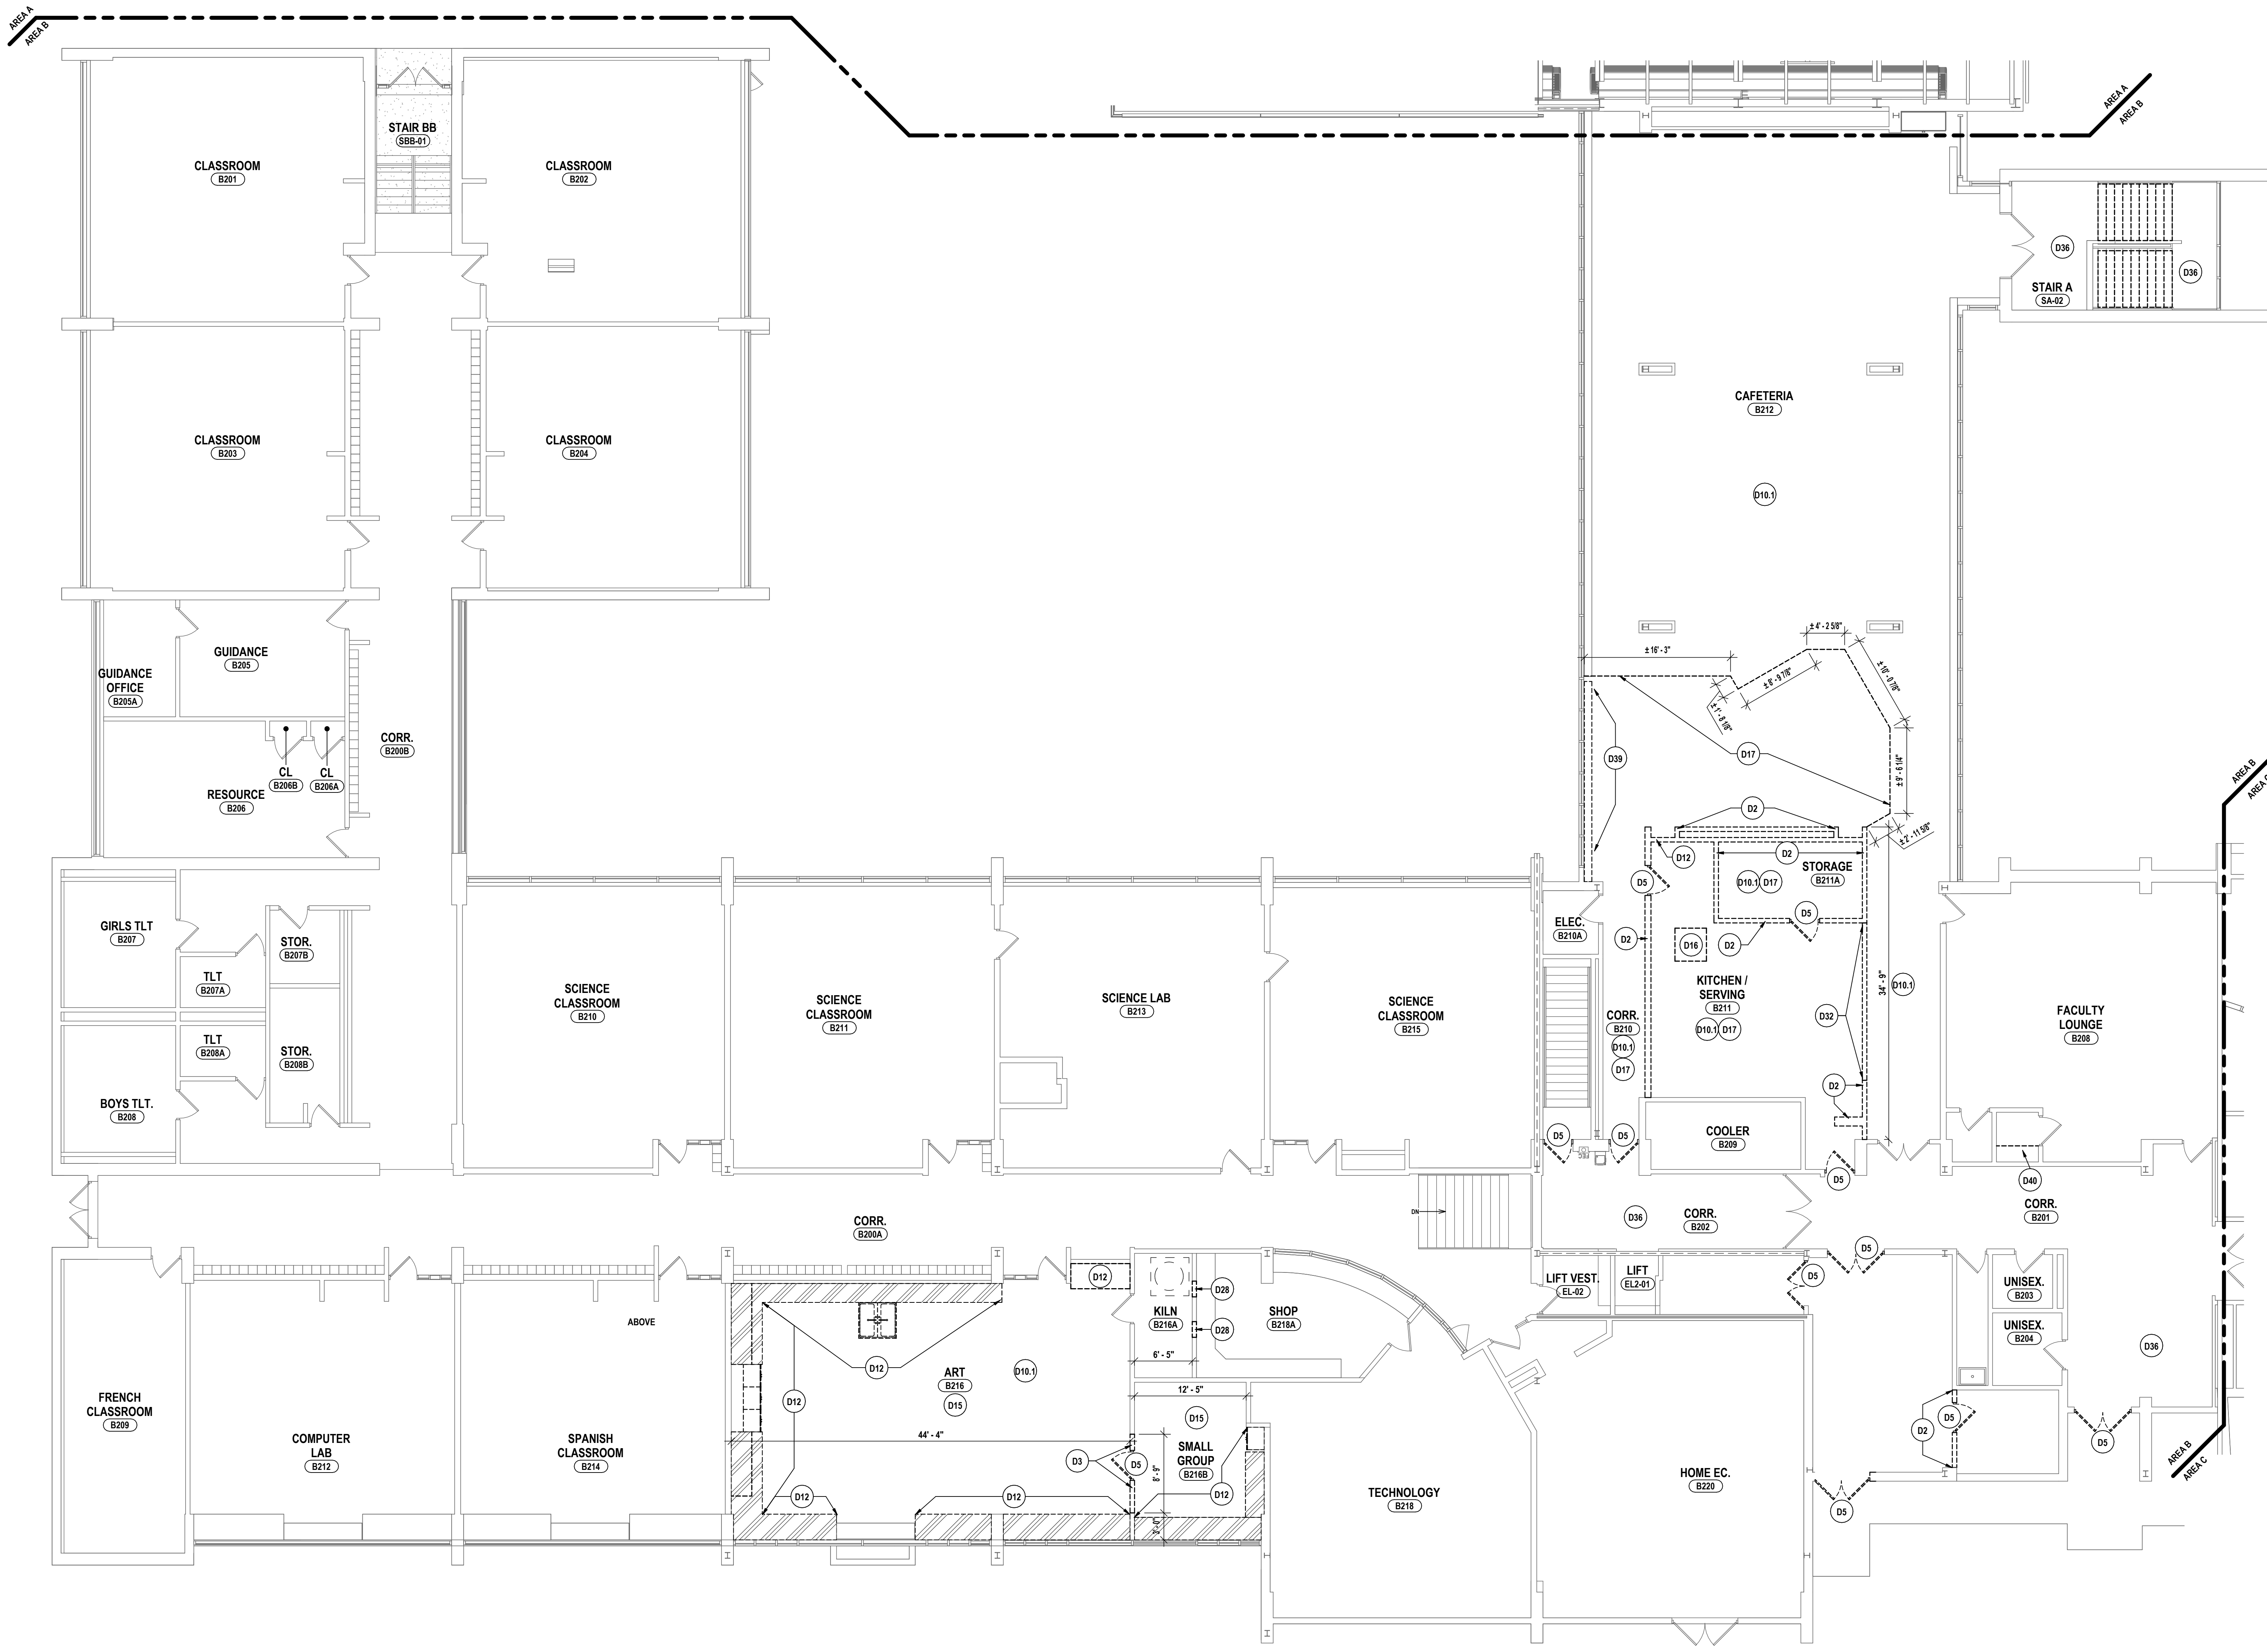 AREA A
AREA B
AREA A
AREA B
STAIR BB
SBB-01
CLASSROOM
B201
CLASSROOM
B202
D36
D36
STAIR A
SA-02
CAFETERIA
B212
D10.1
CLASSROOM
B203
CLASSROOM
B204
± 4' - 2 5/8"
± 16' - 3"
± 8' - 9 7/8"
± 10' - 0 7/8"
± 1' - 8 1/8"
GUIDANCE
B205
GUIDANCE
OFFICE
B205A
CORR.
B200B
CL
B206B
CL
B206A
RESOURCE
B206
D39
D17
± 9' - 6 1/4"
AREA B
AREA C
D2
± 2' - 11 5/8"
D12
D2
STORAGE
B211A
D5
D10.1
D17
D5
GIRLS TLT
B207
STOR.
B207B
TLT
B207A
ELEC.
B210A
D2
D16
D2
SCIENCE
CLASSROOM
B210
SCIENCE
CLASSROOM
B211
SCIENCE LAB
B213
SCIENCE
CLASSROOM
B215
KITCHEN /
SERVING
B211
D10.1
D17
34' - 9"
D10.1
CORR.
B210
D10.1
D17
D32
FACULTY
LOUNGE
B208
TLT
B208A
STOR.
B208B
BOYS TLT.
B208
D2
COOLER
B209
D5
D5
D5
D40
CORR.
B200A
DN
D36
CORR.
B202
CORR.
B201
D5
D12
D28
D28
KILN
B216A
SHOP
B218A
LIFT VEST.
EL-02
LIFT
EL2-01
D5
UNISEX.
B203
UNISEX.
B204
D36
ABOVE
6' - 5"
D12
ART
B216
D15
D10.1
12' - 5"
D12
D15
FRENCH
CLASSROOM
B209
COMPUTER
LAB
B212
SPANISH
CLASSROOM
B214
44' - 4"
D3
D5
8' - 9"
SMALL
GROUP
B216B
D12
D12
D12
3' - 0"
TECHNOLOGY
B218
HOME EC.
B220
D2
D5
D5
D5
AREA B
AREA C